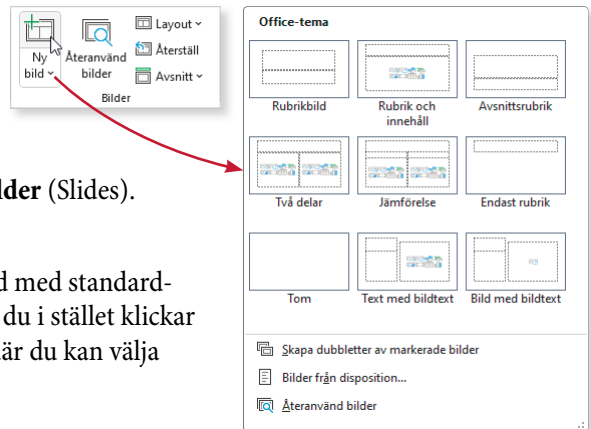 Ny
bild
Återanvänd
bilder
Layout
Återställ
Avsnitt
Bilder
lder (Slides).
d med standard-
du i stället klickar
där du kan välja
Office-tema
Rubrikbild
Rubrik och
innehåll
Avsnittsrubrik
Två delar
Jämförelse
Endast rubrik
Tom
Text med bildtext
Bild med bildtext
Skapa dubbletter av markerade bilder
Bilder från disposition...
Återanvänd bilder